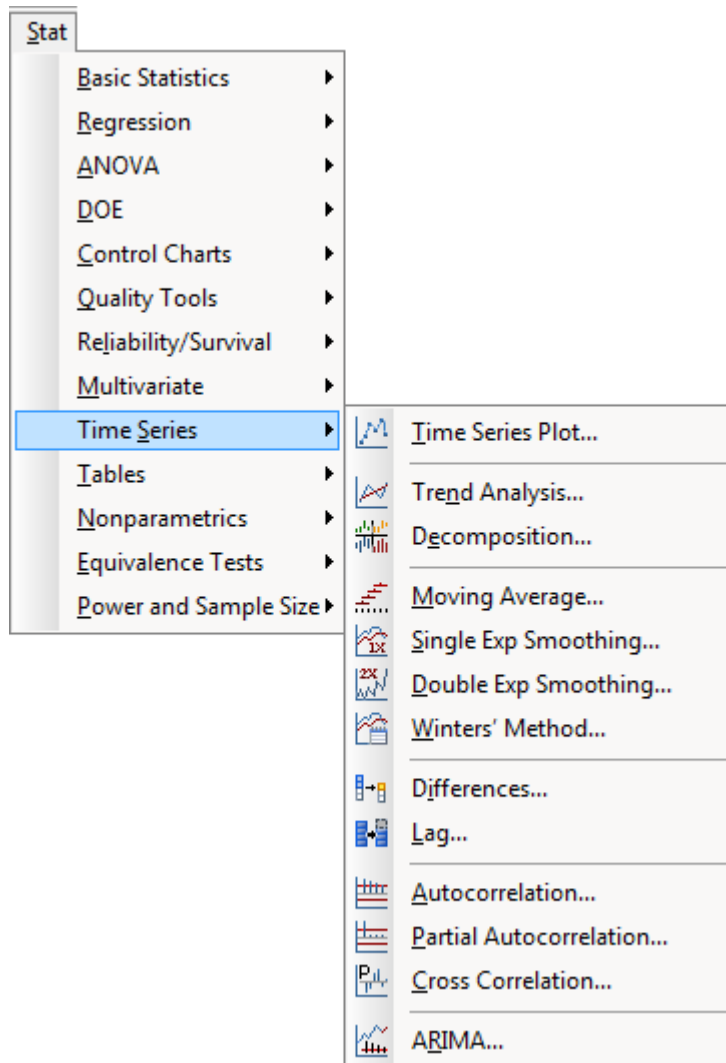 Stat
Basic Statistics
Regression
ANOVA
DOE
Control Charts
Quality Tools
Reliability/Survival
Multivariate
Time Series
Tables
Nonparametrics
Equivalence Tests
Power and Sample Size
Time Series Plot...
Trend Analysis...
Decomposition...
Moving Average...
1X
Single Exp Smoothing...
2X
Double Exp Smoothing...
Winters' Method...
Differences...
Lag...
Autocorrelation...
Partial Autocorrelation...
P
Cross Correlation...
ARIMA...